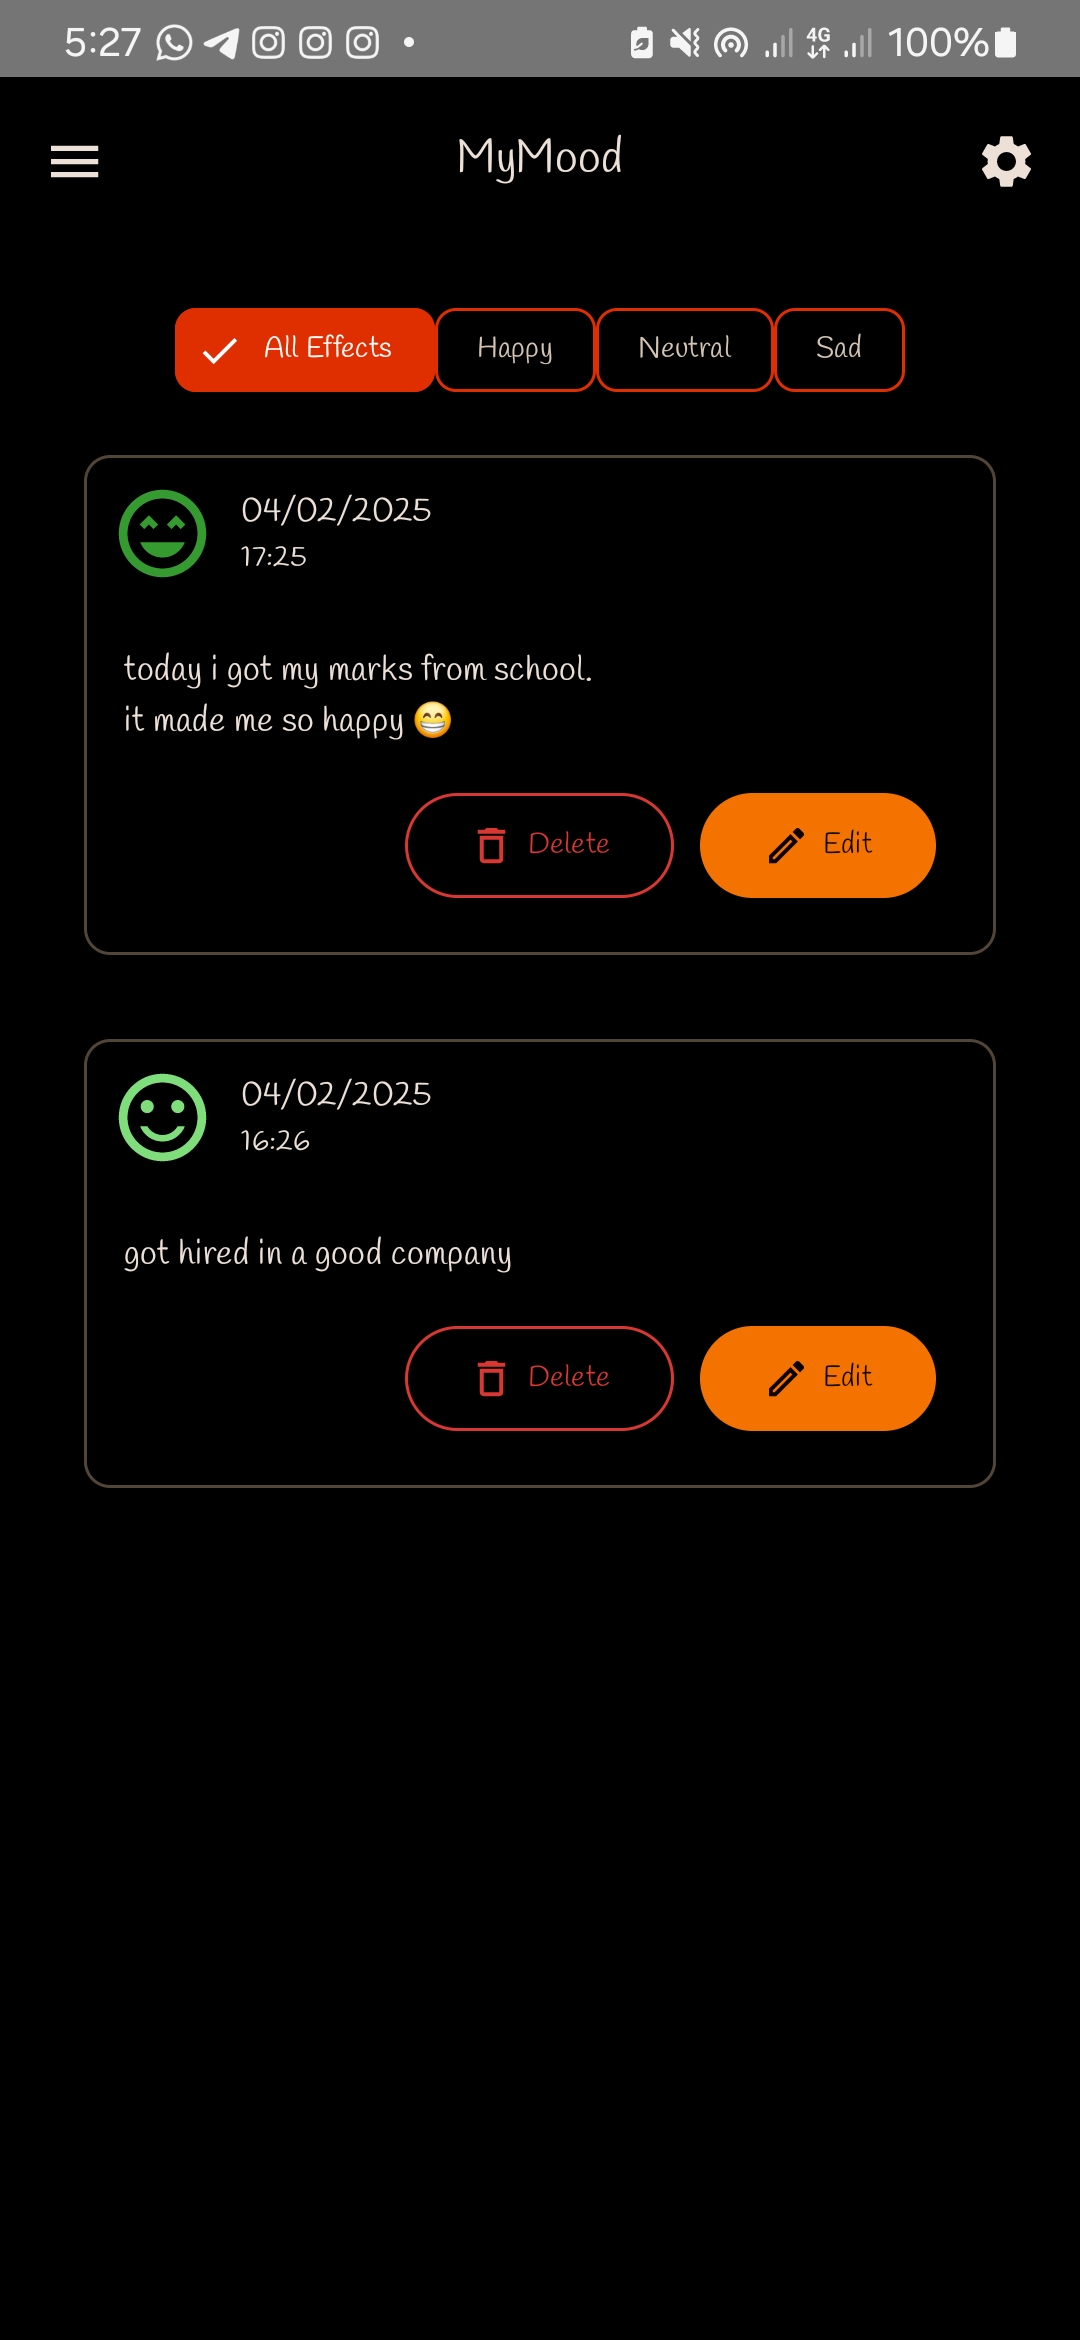 5:27 4G 100%
MyMood
All Effects Happy Neutral Sad
04/02/2025
17:25
today i got my marks from school.
it made me so happy 😁
Delete Edit
04/02/2025
16:26
got hired in a good company
Delete Edit